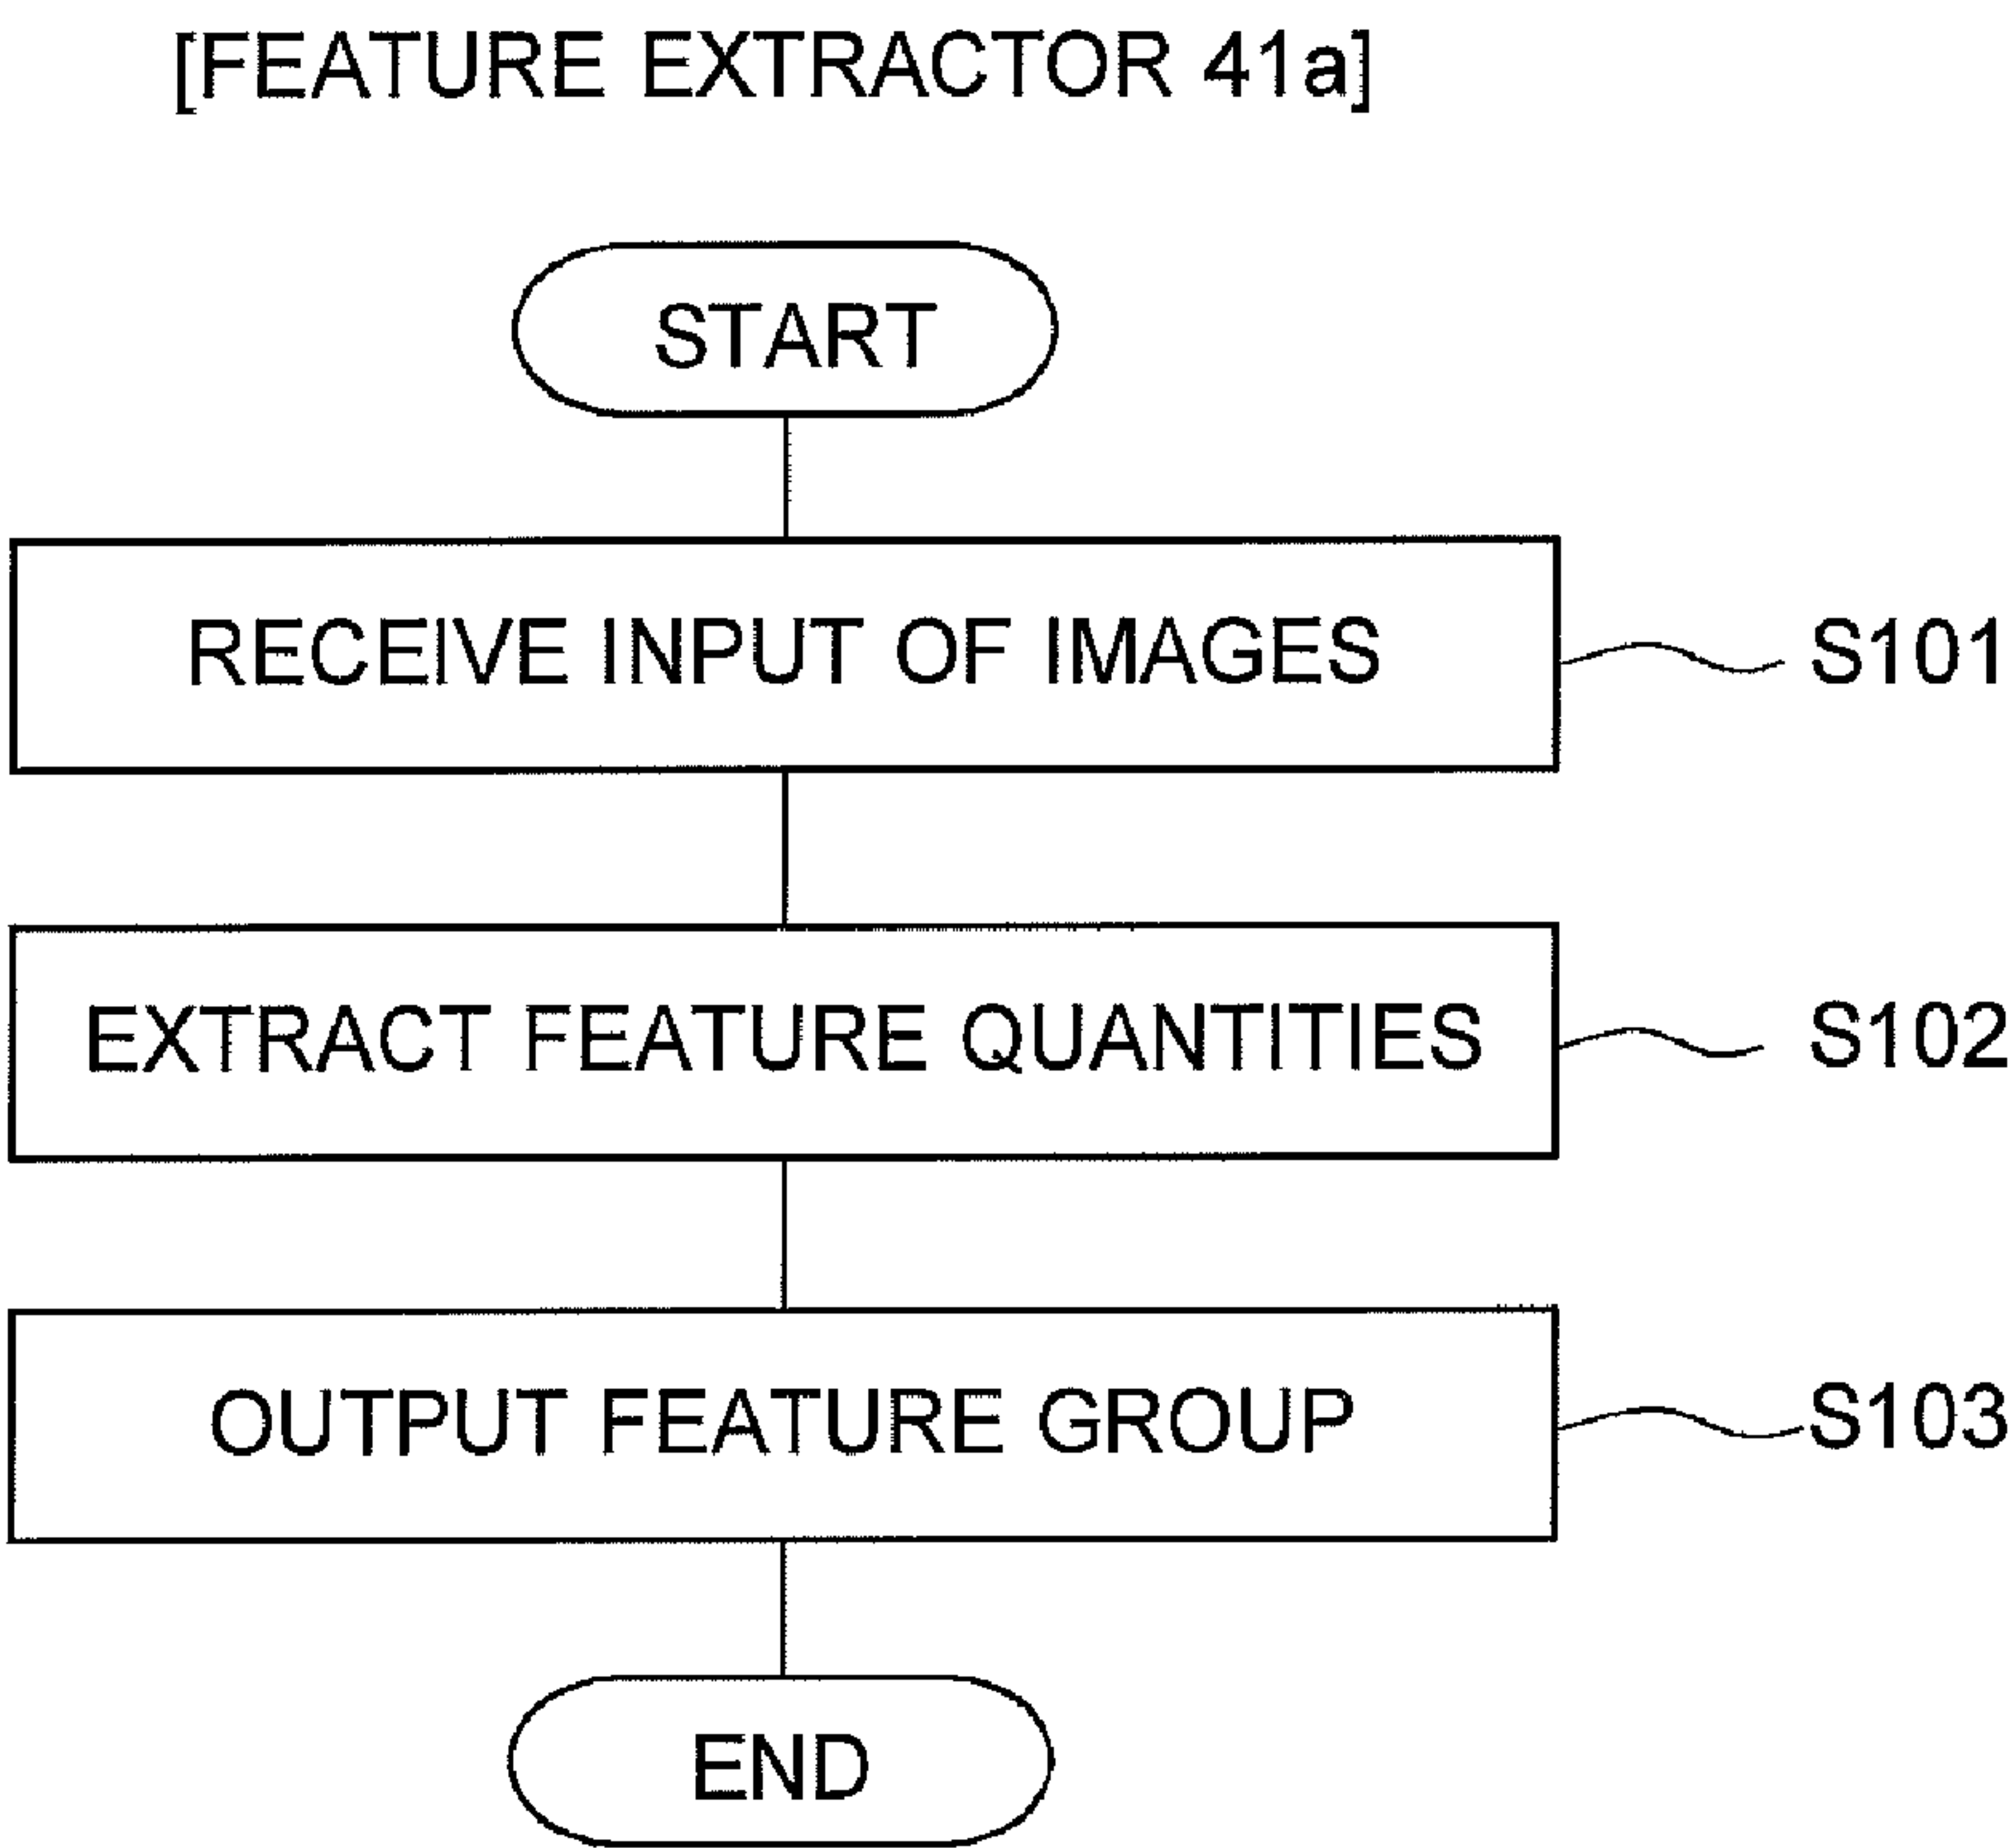 [FEATURE EXTRACTOR 41a]
START
RECEIVE INPUT OF IMAGES S101
EXTRACT FEATURE QUANTITIES S102
OUTPUT FEATURE GROUP S103
END